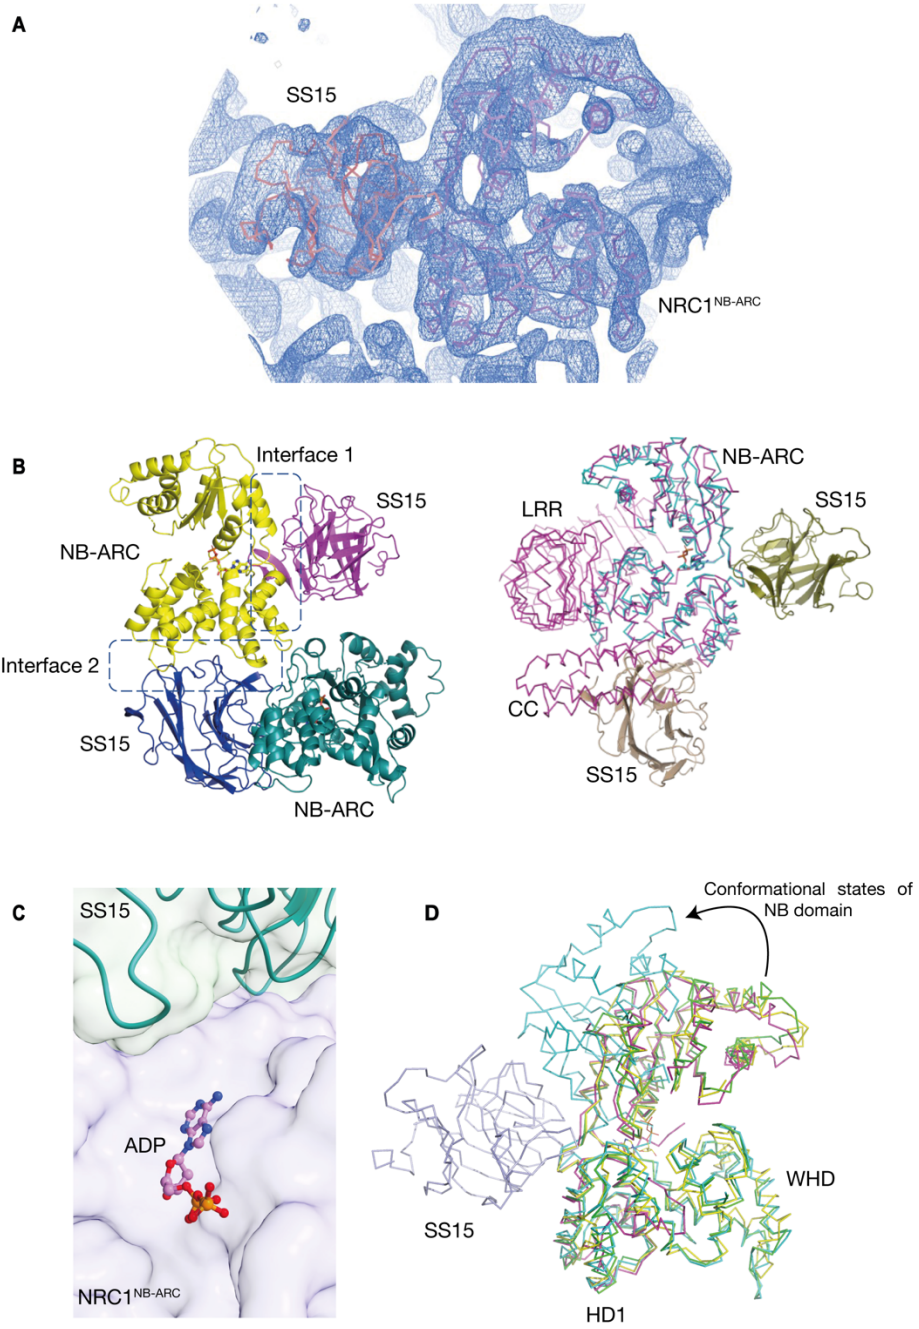 A
SS15
NRC1NB-ARC
B
Interface 1
SS15
NB-ARC
Interface 2
SS15
NB-ARC
NB-ARC
SS15
LRR
CC
SS15
C
SS15
ADP
NRC1NB-ARC
D
Conformational states of
NB domain
SS15
WHD
HD1